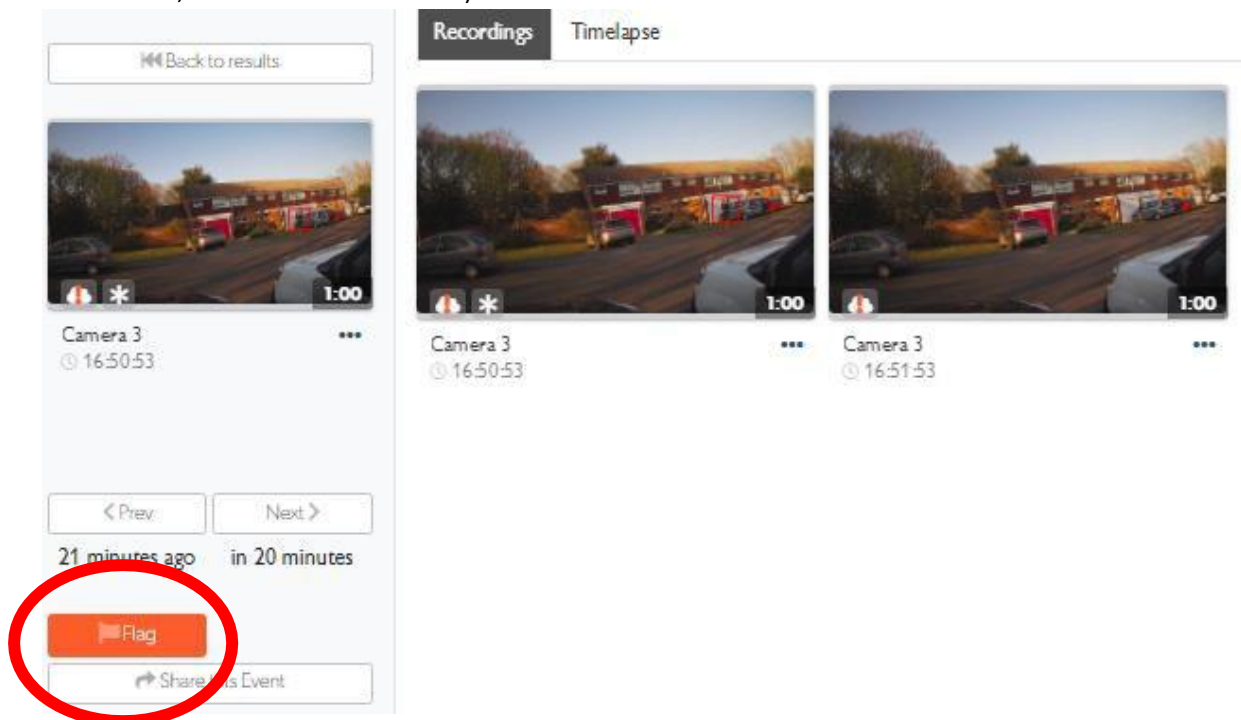 Recordings Timelapse
Back to results
1:00
Camera 3
16:50:53
1:00
Camera 3
16:50:53
1:00
Camera 3
16:51:53
Prev Next
21 minutes ago in 20 minutes
Flag
Share this Event